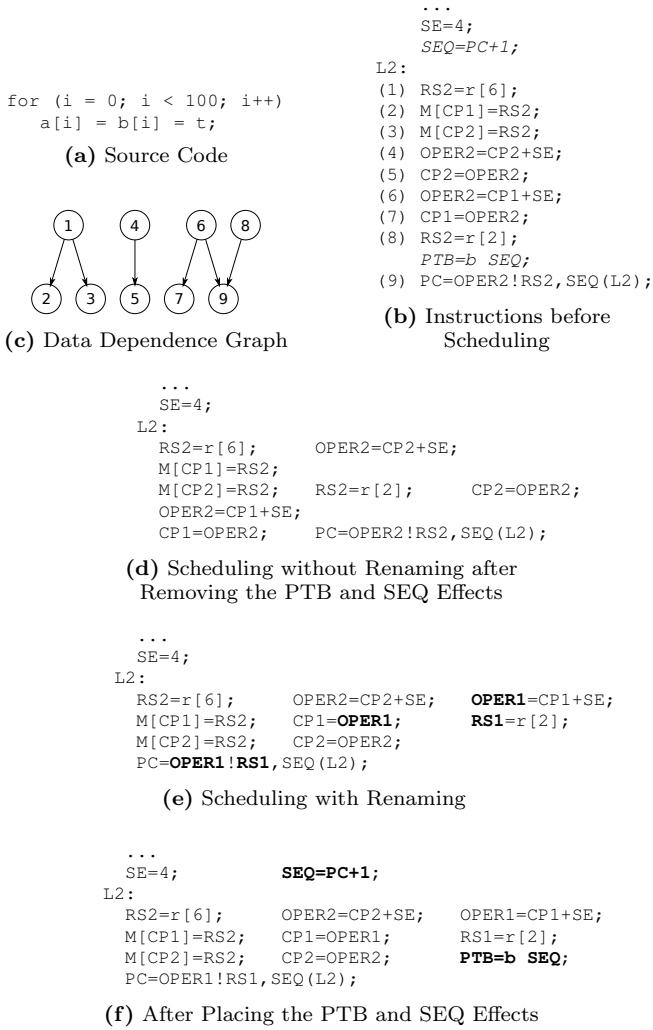 for (i = 0; i < 100; i++)
a[i] = b[i] = t;
(a) Source Code
...
SE=4;
SEQ=PC+1;
L2:
(1) RS2=r[6];
(2) M[CP1]=RS2;
(3) M[CP2]=RS2;
(4) OPER2=CP2+SE;
(5) CP2=OPER2;
(6) OPER2=CP1+SE;
(7) CP1=OPER2;
(8) RS2=r[2];
PTB=b SEQ;
(9) PC=OPER2!RS2,SEQ(L2);
(b) Instructions before
Scheduling
1 4 6 8
2 3 5 7 9
(c) Data Dependence Graph
...
SE=4;
L2:
RS2=r[6]; OPER2=CP2+SE;
M[CP1]=RS2;
M[CP2]=RS2; RS2=r[2]; CP2=OPER2;
OPER2=CP1+SE;
CP1=OPER2; PC=OPER2!RS2,SEQ(L2);
(d) Scheduling without Renaming after
Removing the PTB and SEQ Effects
...
SE=4;
L2:
RS2=r[6]; OPER2=CP2+SE; OPER1=CP1+SE;
M[CP1]=RS2; CP1=OPER1; RS1=r[2];
M[CP2]=RS2; CP2=OPER2;
PC=OPER1!RS1,SEQ(L2);
(e) Scheduling with Renaming
...
SE=4; SEQ=PC+1;
L2:
RS2=r[6]; OPER2=CP2+SE; OPER1=CP1+SE;
M[CP1]=RS2; CP1=OPER1; RS1=r[2];
M[CP2]=RS2; CP2=OPER2; PTB=b SEQ;
PC=OPER1!RS1,SEQ(L2);
(f) After Placing the PTB and SEQ Effects